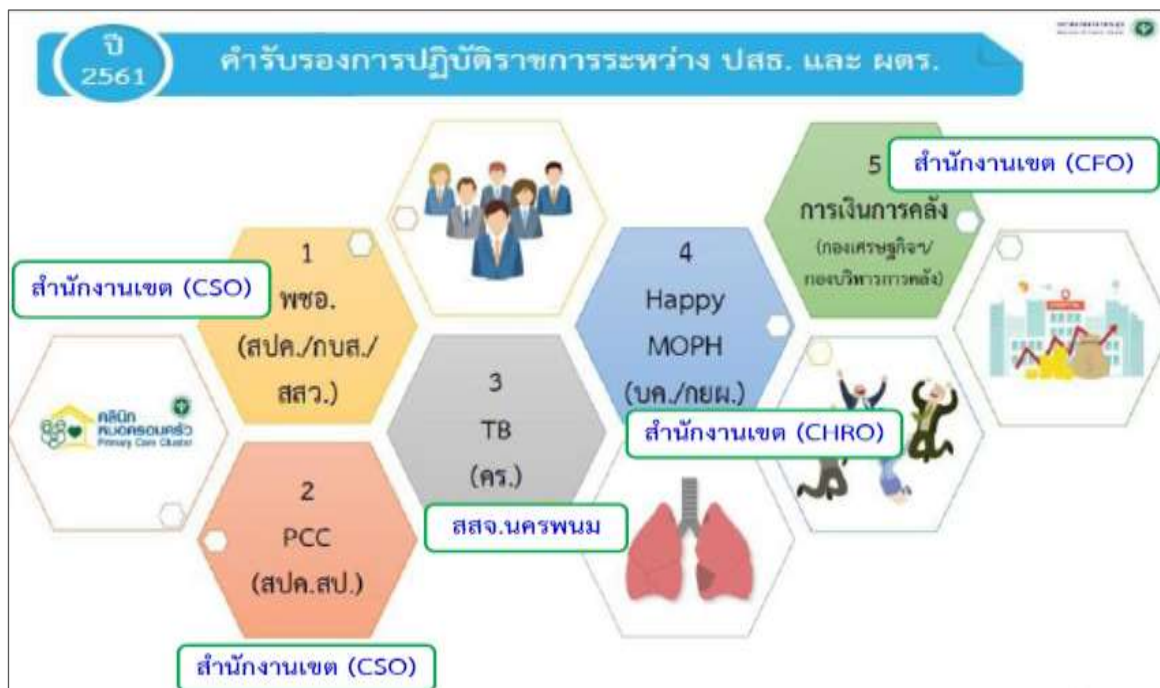 ปี
2561
คำรับรองการปฏิบัติราชการระหว่าง ปสธ. และ ผตร.
สำนักงานเขต (CSO)
1
พชอ.
(สปค./กบส./
สสว.)
คลินิก
หมอครอบครัว
Primary Care Cluster
2
PCC
(สปค.สป.)
สำนักงานเขต (CSO)
3
TB
(คร.)
สสจ.นครพนม
4
Happy
MOPH
(บค./กยผ.)
สำนักงานเขต (CHRO)
5
การเงินการคลัง
(กองเศรษฐกิจฯ/
กองบริหารการคลัง)
สำนักงานเขต (CFO)